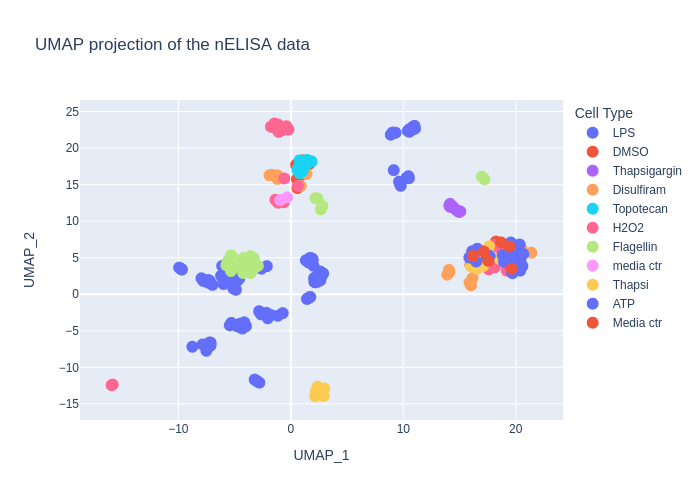 UMAP projection of the nELISA data
Cell Type
LPS
DMSO
Thapsigargin
Disulfiram
Topotecan
H2O2
Flagellin
media ctr
Thapsi
ATP
Media ctr
25
20
15
10
5
0
−5
−10
−15
UMAP_2
−10
0
10
20
UMAP_1